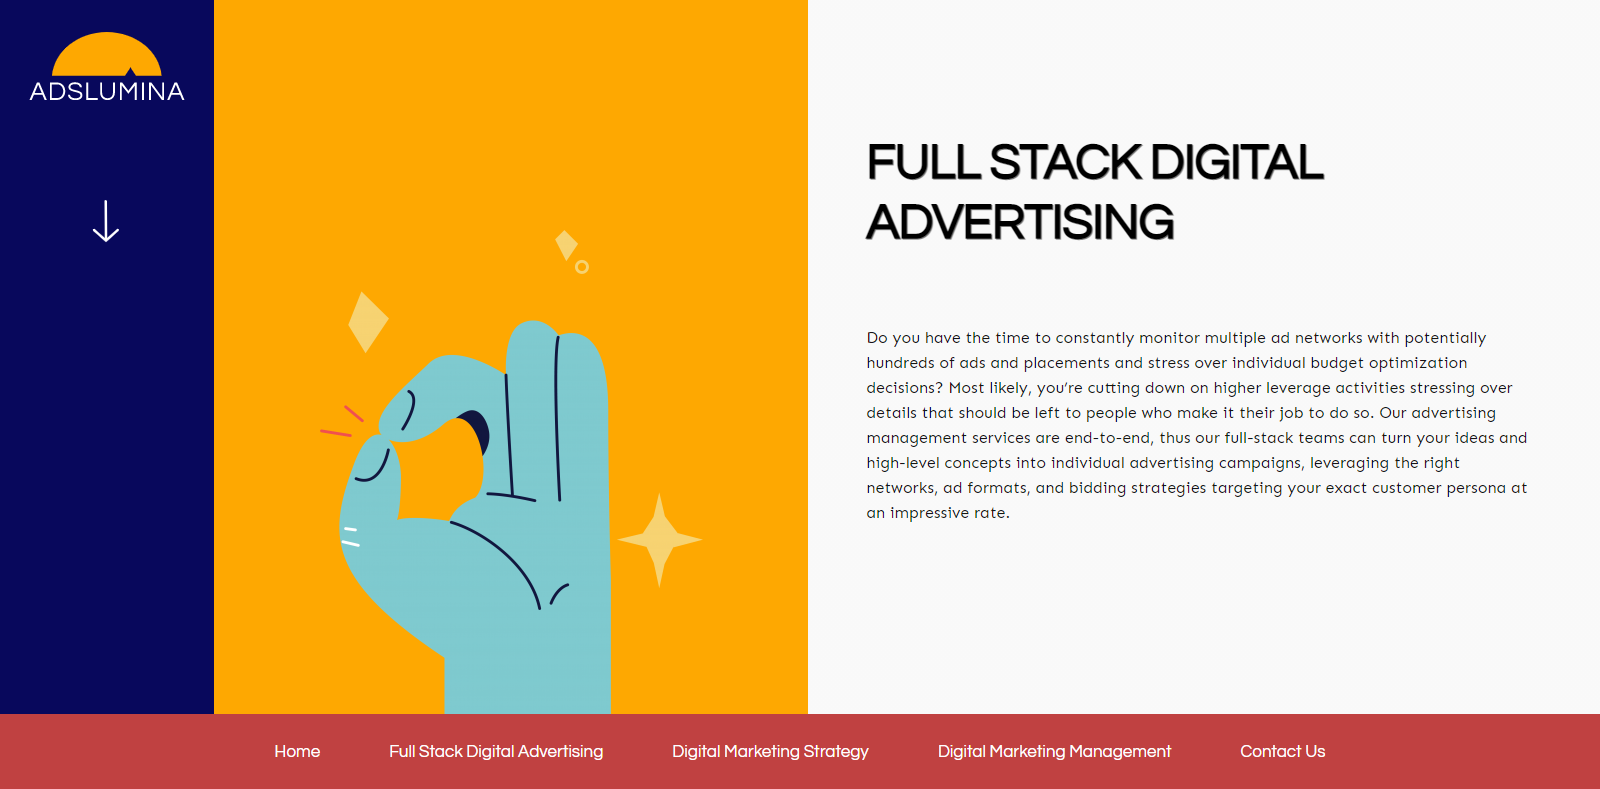 ADSLUMINA
FULL STACK DIGITAL
ADVERTISING
Do you have the time to constantly monitor multiple ad networks with potentially
hundreds of ads and placements and stress over individual budget optimization
decisions? Most likely, you’re cutting down on higher leverage activities stressing over
details that should be left to people who make it their job to do so. Our advertising
management services are end-to-end, thus our full-stack teams can turn your ideas and
high-level concepts into individual advertising campaigns, leveraging the right
networks, ad formats, and bidding strategies targeting your exact customer persona at
an impressive rate.
Home
Full Stack Digital Advertising
Digital Marketing Strategy
Digital Marketing Management
Contact Us